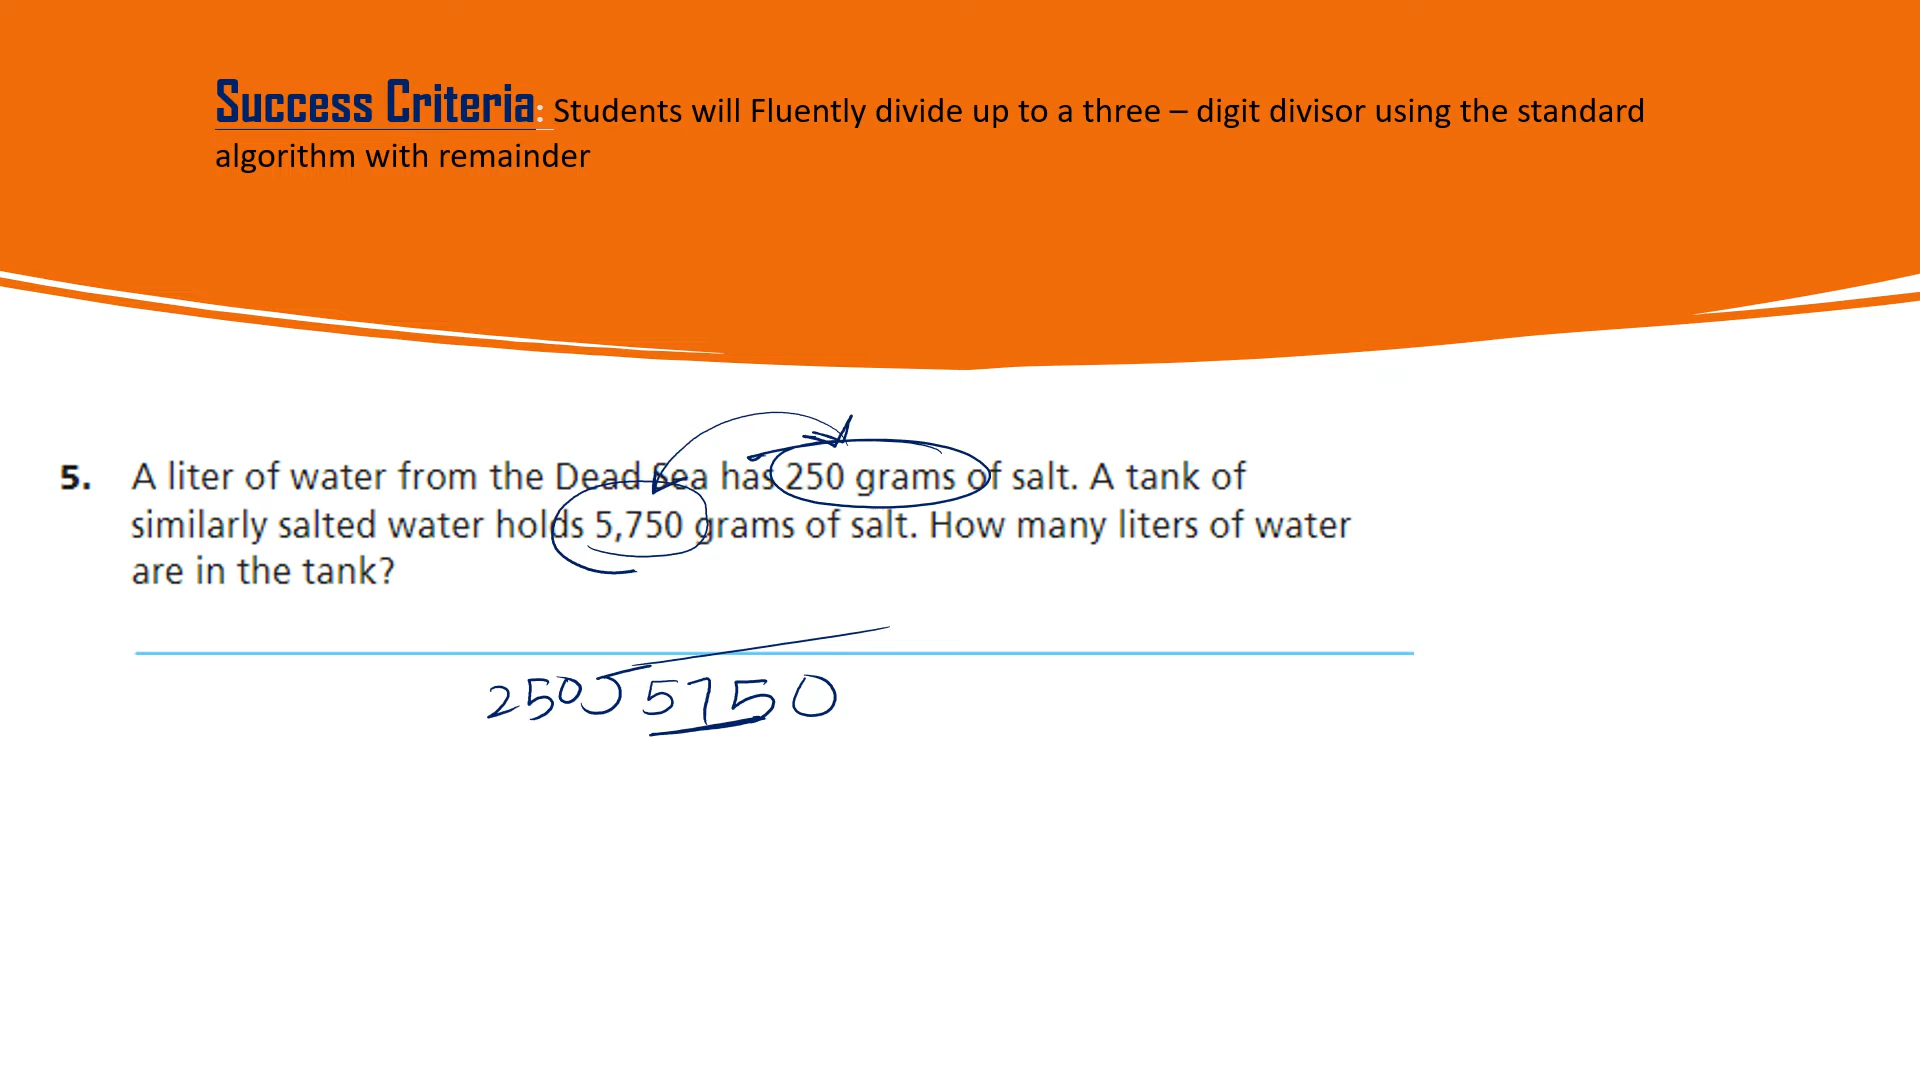 Success Criteria: Students will Fluently divide up to a three – digit divisor using the standard
algorithm with remainder
5. A liter of water from the Dead Sea has 250 grams of salt. A tank of
similarly salted water holds 5,750 grams of salt. How many liters of water
are in the tank?
250 5750